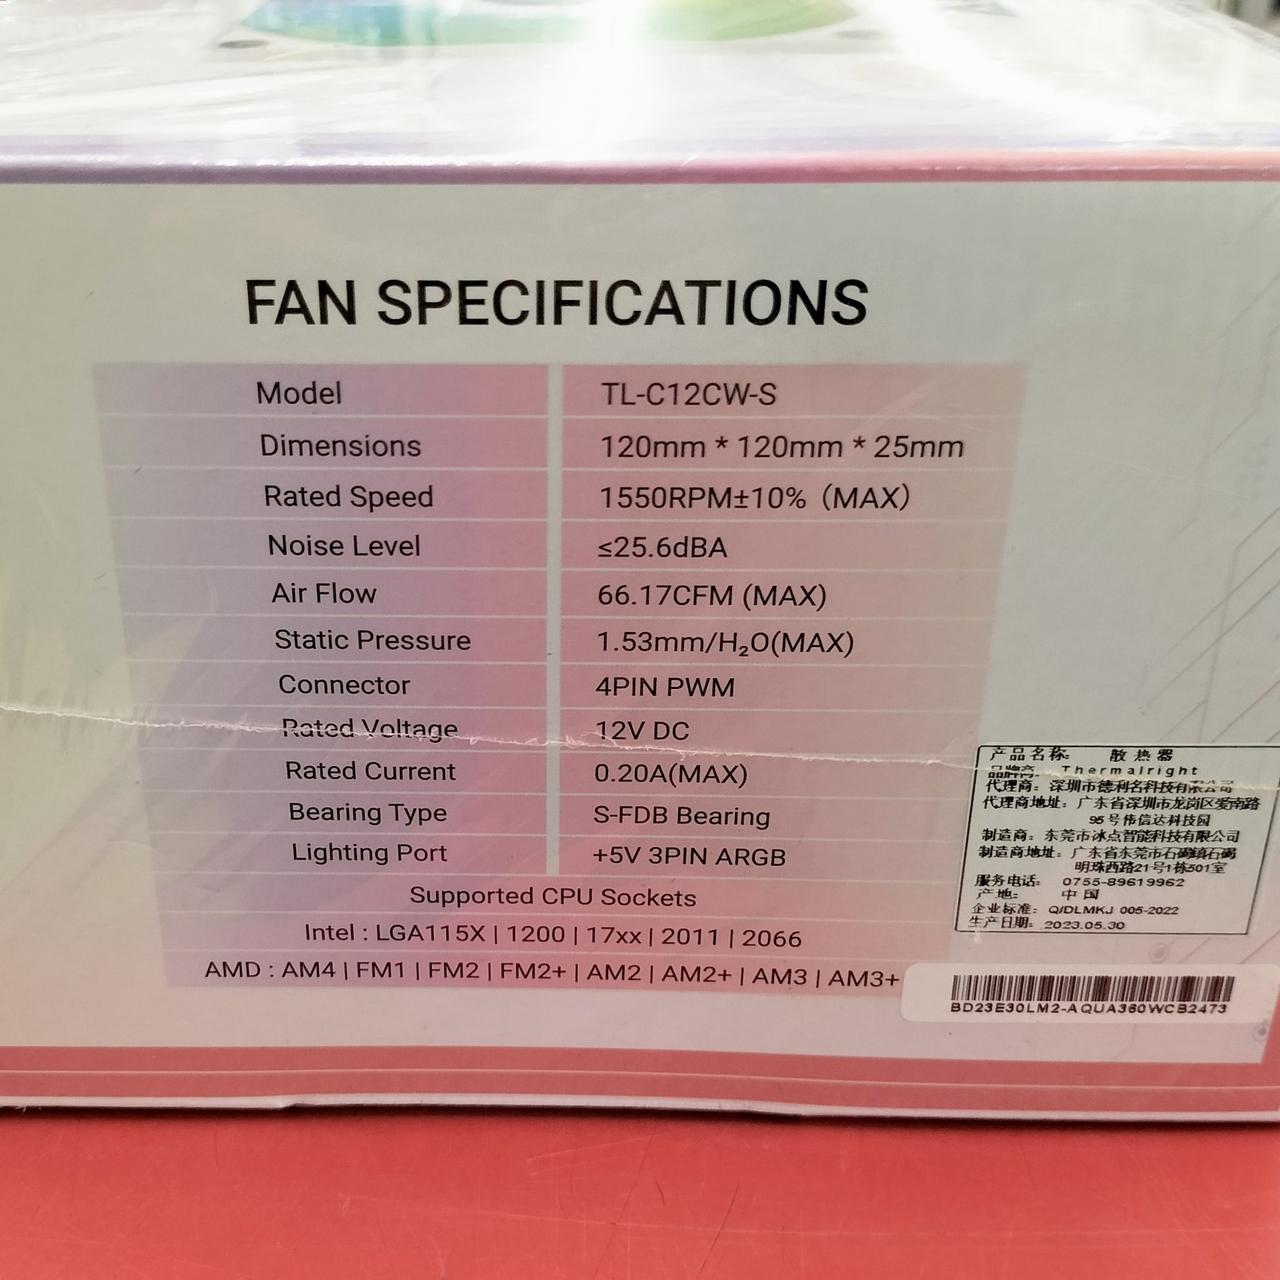 FAN SPECIFICATIONS
Model TL-C12CW-S
Dimensions 120mm * 120mm * 25mm
Rated Speed 1550RPM±10%（MAX）
Noise Level ≤25.6dBA
Air Flow 66.17CFM (MAX)
Static Pressure 1.53mm/H₂O(MAX)
Connector 4PIN PWM
Rated Voltage 12V DC
Rated Current 0.20A(MAX)
Bearing Type S-FDB Bearing
Lighting Port +5V 3PIN ARGB
Supported CPU Sockets
Intel : LGA115X | 1200 | 17xx | 2011 | 2066
AMD : AM4 | FM1 | FM2 | FM2+ | AM2 | AM2+ | AM3 | AM3+
产品名称: 散热器
品牌商: Thermalright
代理商: 深圳市德利名科技有限公司
代理商地址: 广东省深圳市龙岗区爱南路
95号伟信达科技园
制造商: 东莞市冰点智能科技有限公司
制造商地址: 广东省东莞市石碣镇石碣
明珠西路21号1栋501室
服务电话: 0755-89619962
产地: 中国
企业标准: Q/DLMKJ 005-2022
生产日期: 2023.05.30
BD23E30LM2-AQUA360WCB2473